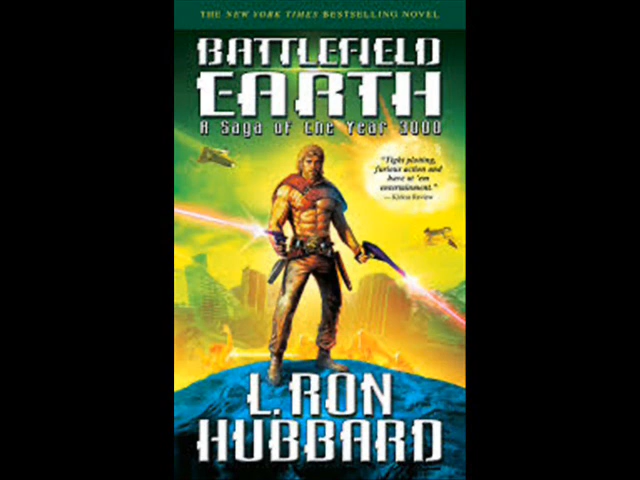 THE NEW YORK TIMES BESTSELLING NOVEL
BATTLEFIELD
EARTH
A Saga of the Year 3000
"Tight plotting,
furious action and
have at 'em
entertainment."
— Kirkus Review
L. RON
HUBBARD